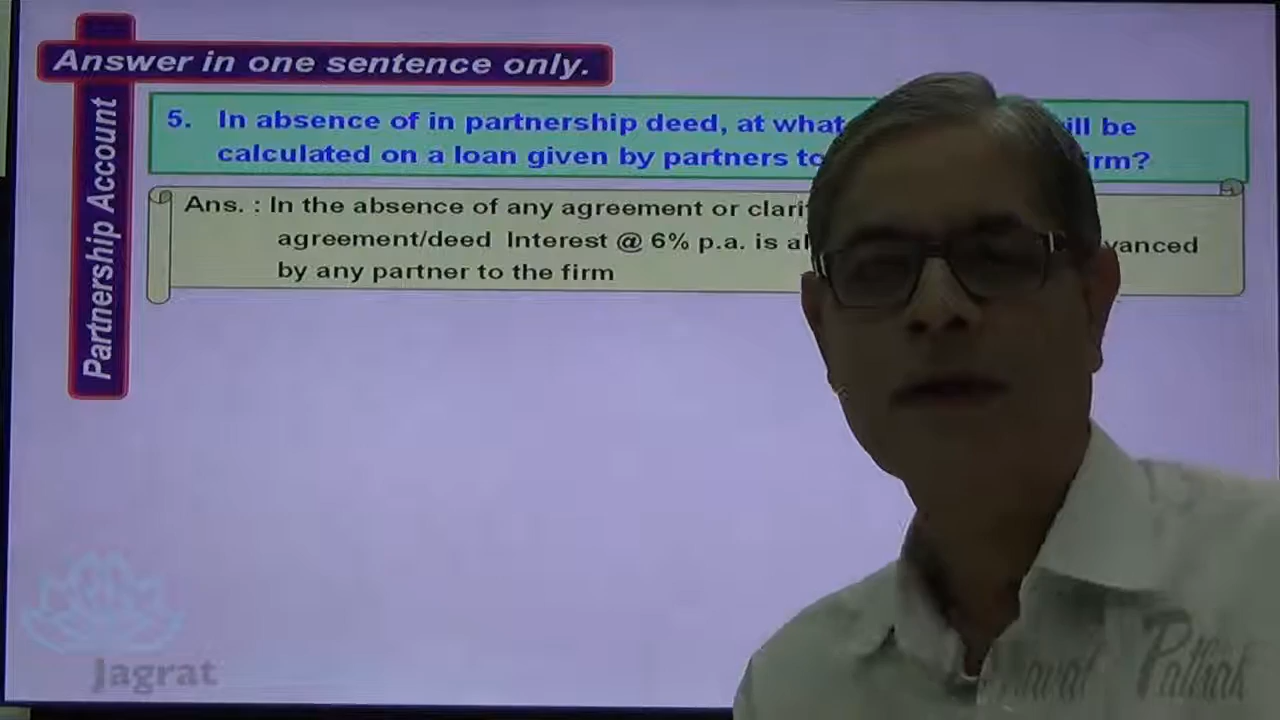 Answer in one sentence only.
Partnership Account
5. In absence of in partnership deed, at what ill be
calculated on a loan given by partners to irm?
Ans. : In the absence of any agreement or clari
agreement/deed Interest @ 6% p.a. is al vanced
by any partner to the firm
Jagrat
Pathak